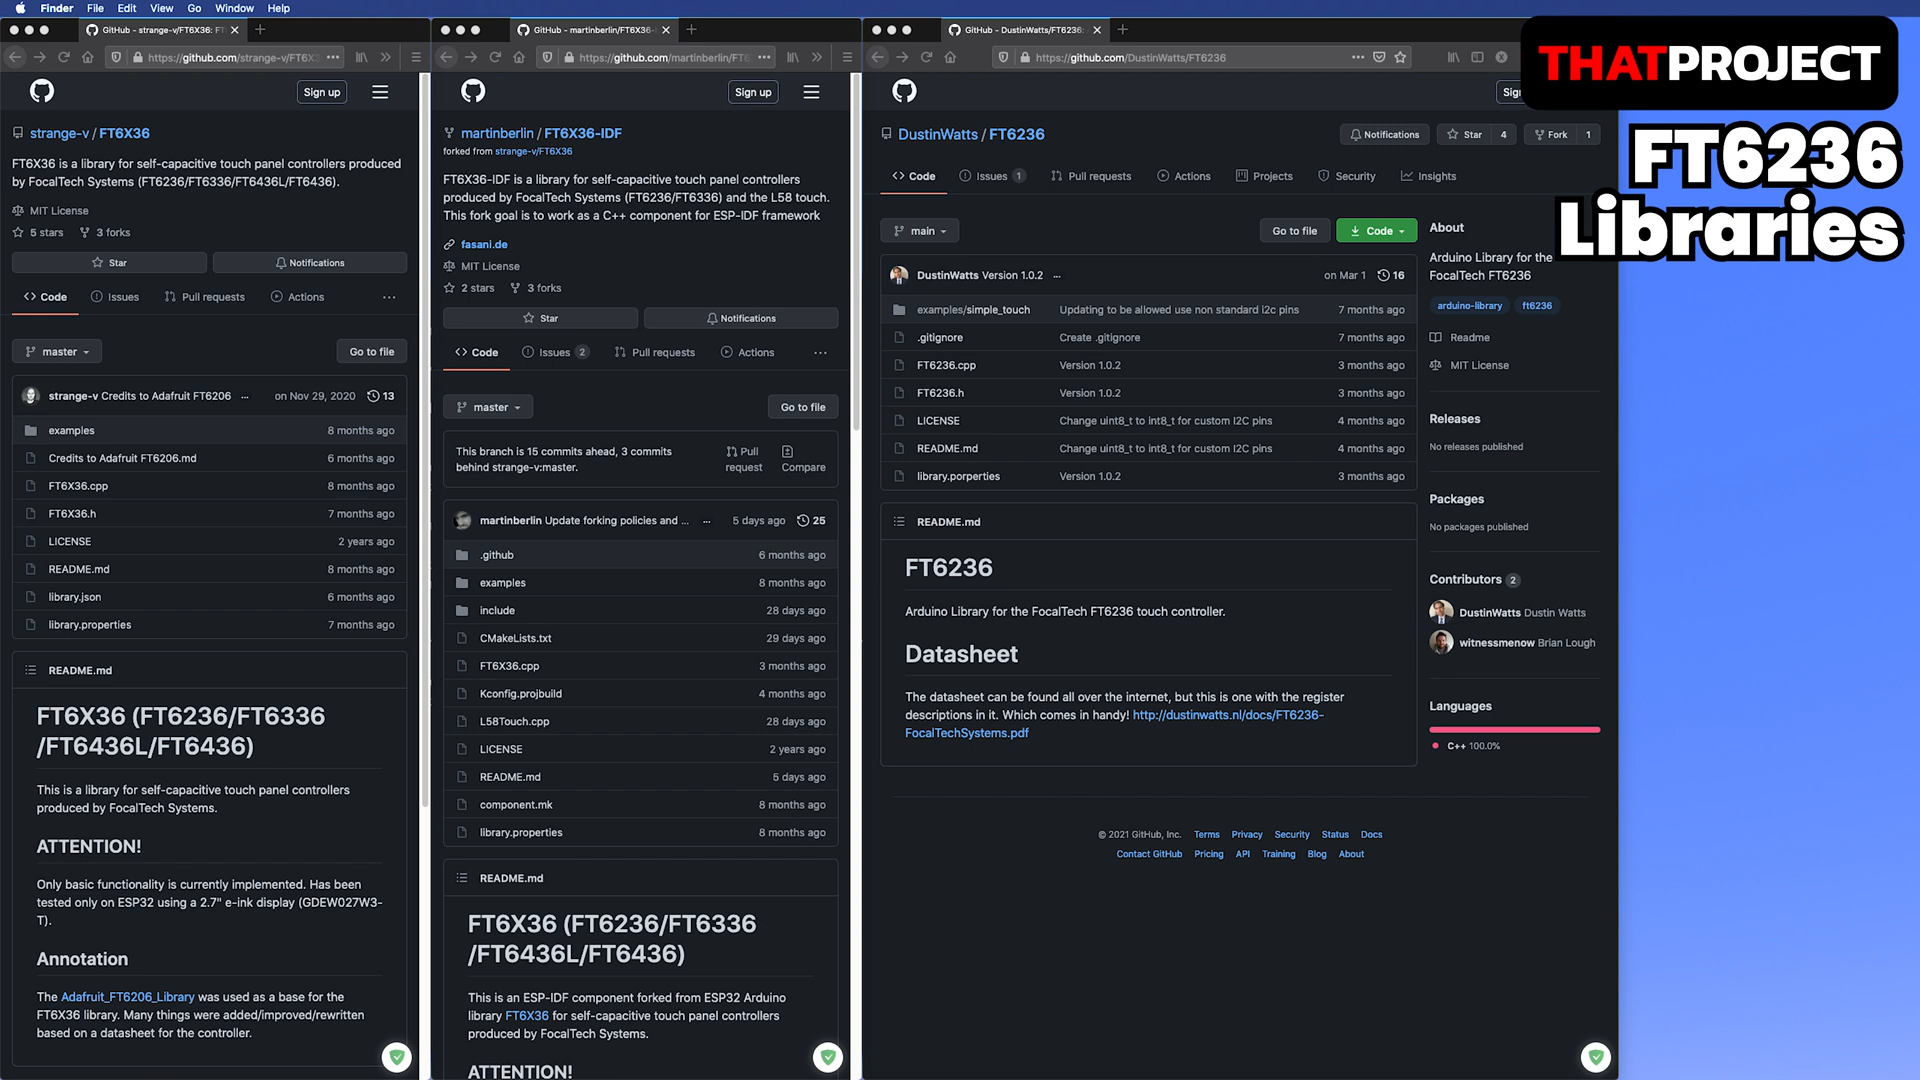 Finder File Edit View Go Window Help
GitHub - strange-v/FT6X36: FT
https://github.com/strange-v/FT6X3
Sign up
strange-v / FT6X36
FT6X36 is a library for self-capacitive touch panel controllers produced
by FocalTech Systems (FT6236/FT6336/FT6436L/FT6436).
MIT License
5 stars 3 forks
Star Notifications
Code Issues Pull requests Actions ...
master Go to file
strange-v Credits to Adafruit FT6206 ... on Nov 29, 2020 13
examples 8 months ago
Credits to Adafruit FT6206.md 6 months ago
FT6X36.cpp 8 months ago
FT6X36.h 7 months ago
LICENSE 2 years ago
README.md 8 months ago
library.json 6 months ago
library.properties 7 months ago
README.md
FT6X36 (FT6236/FT6336
/FT6436L/FT6436)
This is a library for self-capacitive touch panel controllers
produced by FocalTech Systems.
ATTENTION!
Only basic functionality is currently implemented. Has been
tested only on ESP32 using a 2.7" e-ink display (GDEW027W3-
T).
Annotation
The Adafruit_FT6206_Library was used as a base for the
FT6X36 library. Many things were added/improved/rewritten
based on a datasheet for the controller.
GitHub - martinberlin/FT6X36-
https://github.com/martinberlin/FT6
Sign up
martinberlin / FT6X36-IDF
forked from strange-v/FT6X36
FT6X36-IDF is a library for self-capacitive touch panel controllers
produced by FocalTech Systems (FT6236/FT6336) and the L58 touch.
This fork goal is to work as a C++ component for ESP-IDF framework
fasani.de
MIT License
2 stars 3 forks
Star Notifications
Code Issues 2 Pull requests Actions ...
master Go to file
This branch is 15 commits ahead, 3 commits
behind strange-v:master.
Pull
request
Compare
martinberlin Update forking policies and ... ... 5 days ago 25
.github 6 months ago
examples 8 months ago
include 28 days ago
CMakeLists.txt 29 days ago
FT6X36.cpp 3 months ago
Kconfig.projbuild 4 months ago
L58Touch.cpp 28 days ago
LICENSE 2 years ago
README.md 5 days ago
component.mk 8 months ago
library.properties 8 months ago
README.md
FT6X36 (FT6236/FT6336
/FT6436L/FT6436)
This is an ESP-IDF component forked from ESP32 Arduino
library FT6X36 for self-capacitive touch panel controllers
produced by FocalTech Systems.
ATTENTION!
GitHub - DustinWatts/FT6236:
https://github.com/DustinWatts/FT6236
DustinWatts / FT6236
Notifications Star 4 Fork 1
Code Issues 1 Pull requests Actions Projects Security Insights
main Go to file Code
DustinWatts Version 1.0.2 ... on Mar 1 16
examples/simple_touch Updating to be allowed use non standard i2c pins 7 months ago
.gitignore Create .gitignore 7 months ago
FT6236.cpp Version 1.0.2 3 months ago
FT6236.h Version 1.0.2 3 months ago
LICENSE Change uint8_t to int8_t for custom I2C pins 4 months ago
README.md Change uint8_t to int8_t for custom I2C pins 4 months ago
library.porperties Version 1.0.2 3 months ago
README.md
FT6236
Arduino Library for the FocalTech FT6236 touch controller.
Datasheet
The datasheet can be found all over the internet, but this is one with the register
descriptions in it. Which comes in handy! http://dustinwatts.nl/docs/FT6236-
FocalTechSystems.pdf
About
Arduino Library for the
FocalTech FT6236
arduino-library ft6236
Readme
MIT License
Releases
No releases published
Packages
No packages published
Contributors 2
DustinWatts Dustin Watts
witnessmenow Brian Lough
Languages
C++ 100.0%
© 2021 GitHub, Inc. Terms Privacy Security Status Docs
Contact GitHub Pricing API Training Blog About
THATPROJECT
FT6236
Libraries